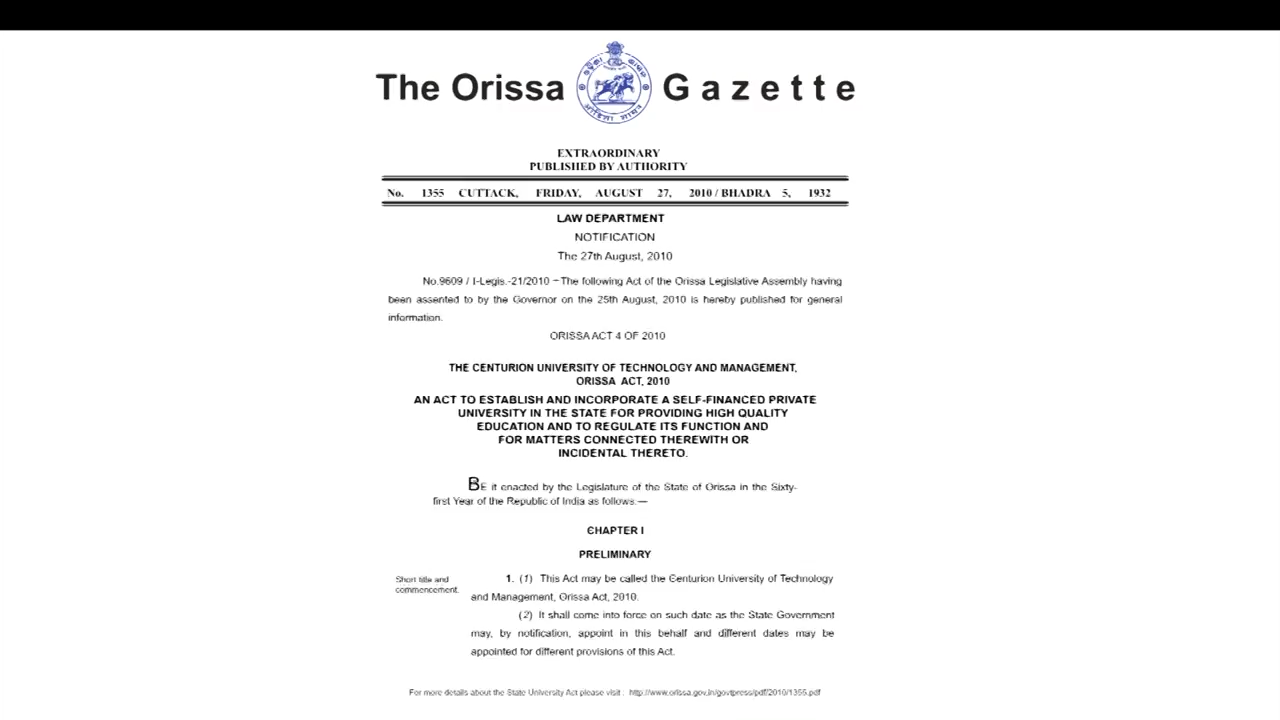 The Orissa Gazette
EXTRAORDINARY
PUBLISHED BY AUTHORITY
No. 1355 CUTTACK, FRIDAY, AUGUST 27, 2010 / BHADRA 5, 1932
LAW DEPARTMENT
NOTIFICATION
The 27th August, 2010
No.9609 / I-Legis.-21/2010 –The following Act of the Orissa Legislative Assembly having
been assented to by the Governor on the 25th August, 2010 is hereby published for general
information.
ORISSA ACT 4 OF 2010
THE CENTURION UNIVERSITY OF TECHNOLOGY AND MANAGEMENT,
ORISSA ACT, 2010
AN ACT TO ESTABLISH AND INCORPORATE A SELF-FINANCED PRIVATE
UNIVERSITY IN THE STATE FOR PROVIDING HIGH QUALITY
EDUCATION AND TO REGULATE ITS FUNCTION AND
FOR MATTERS CONNECTED THEREWITH OR
INCIDENTAL THERETO.
BE it enacted by the Legislature of the State of Orissa in the Sixty-
first Year of the Republic of India as follows:—
CHAPTER I
PRELIMINARY
Short title and
commencement.
1. (1) This Act may be called the Centurion University of Technology
and Management, Orissa Act, 2010.
(2) It shall come into force on such date as the State Government
may, by notification, appoint in this behalf and different dates may be
appointed for different provisions of this Act.
For more details about the State University Act please visit : http://www.orissa.gov.in/govtpress/pdf/2010/1355.pdf